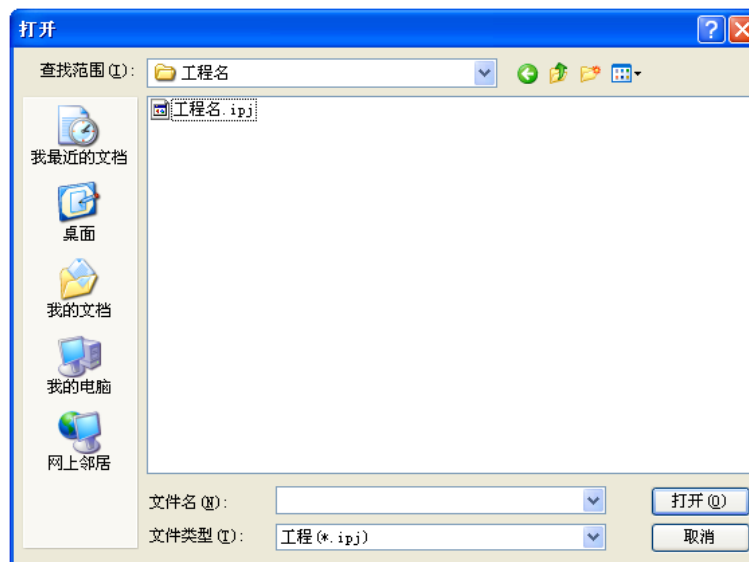 打开
查找范围(I):
工程名
工程名.ipj
我最近的文档
桌面
我的文档
我的电脑
网上邻居
文件名(N):
打开(O)
文件类型(T):
工程(*.ipj)
取消